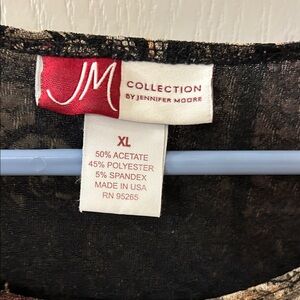 JM
COLLECTION
BY JENNIFER MOORE
XL
50% ACETATE
45% POLYESTER
5% SPANDEX
MADE IN USA
RN 95265